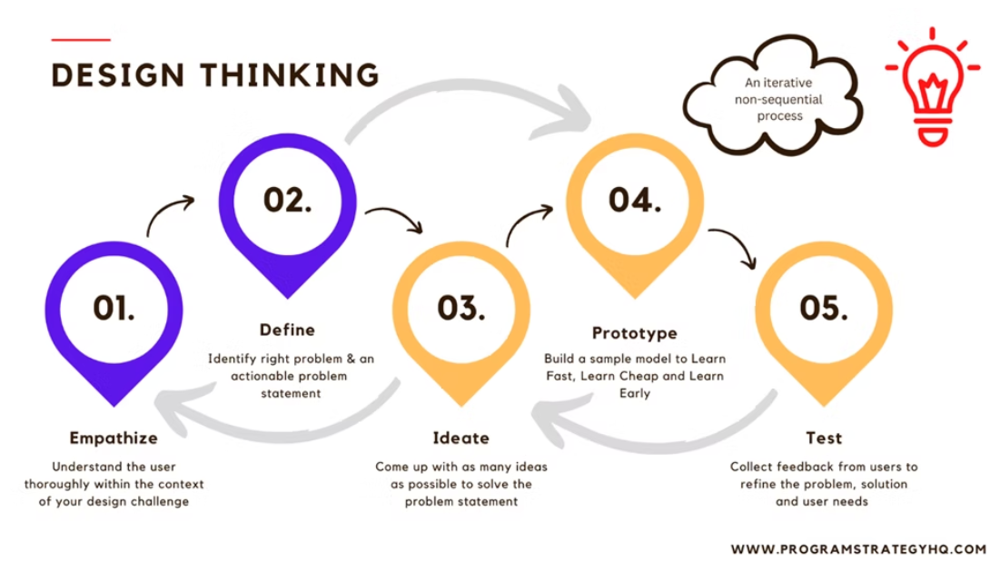 DESIGN THINKING
An iterative
non-sequential
process
01.
Empathize
Understand the user
thoroughly within the context
of your design challenge
02.
Define
Identify right problem & an
actionable problem
statement
03.
Ideate
Come up with as many ideas
as possible to solve the
problem statement
04.
Prototype
Build a sample model to Learn
Fast, Learn Cheap and Learn
Early
05.
Test
Collect feedback from users to
refine the problem, solution
and user needs
WWW.PROGRAMSTRATEGYHQ.COM